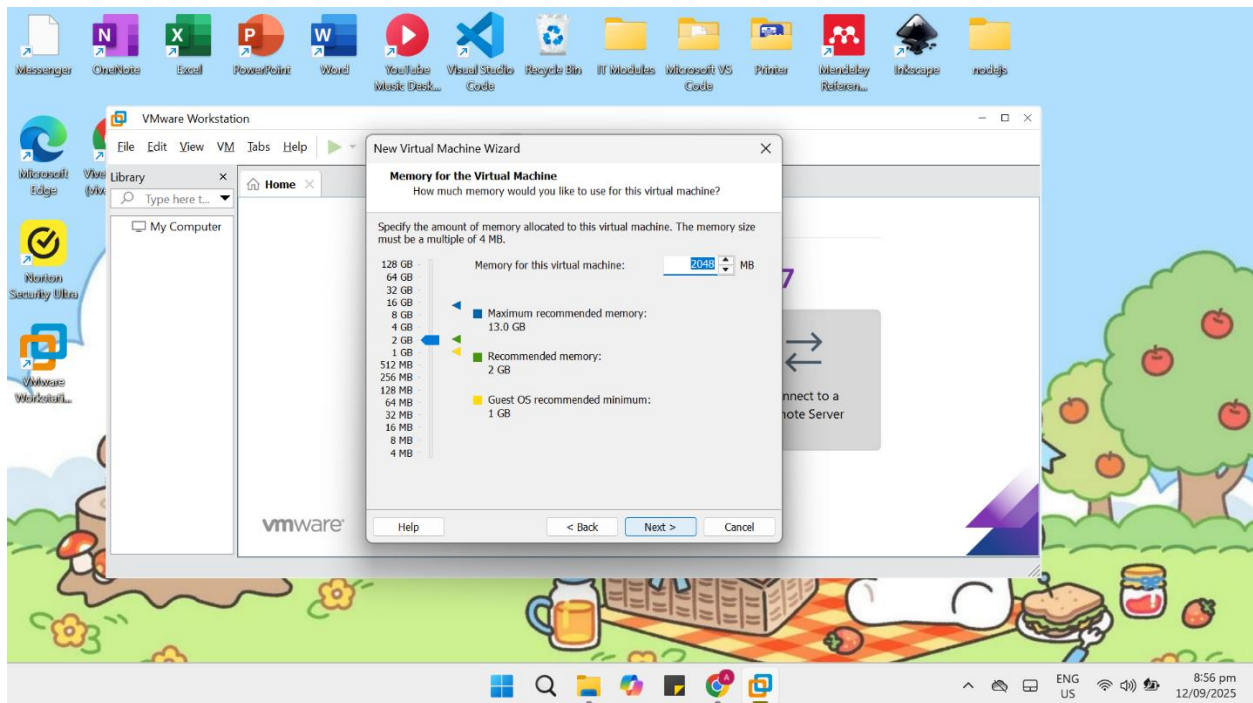 Messenger
OneNote
Excel
PowerPoint
Word
YouTube
Music Desk...
Visual Studio
Code
Recycle Bin
IT Modules
Microsoft VS
Code
Printer
Mendeley
Referen...
Inkscape
nodejs
Microsoft
Edge
Norton
Security Ultra
VMware
Workstati...
VMware Workstation
File Edit View VM Tabs Help
Library
Type here t...
My Computer
Home
7
nnect to a
note Server
vmware
New Virtual Machine Wizard
Memory for the Virtual Machine
How much memory would you like to use for this virtual machine?
Specify the amount of memory allocated to this virtual machine. The memory size
must be a multiple of 4 MB.
128 GB
64 GB
32 GB
16 GB
8 GB
4 GB
2 GB
1 GB
512 MB
256 MB
128 MB
64 MB
32 MB
16 MB
8 MB
4 MB
Memory for this virtual machine: 2048 MB
Maximum recommended memory:
13.0 GB
Recommended memory:
2 GB
Guest OS recommended minimum:
1 GB
Help < Back Next > Cancel
ENG
US
8:56 pm
12/09/2025